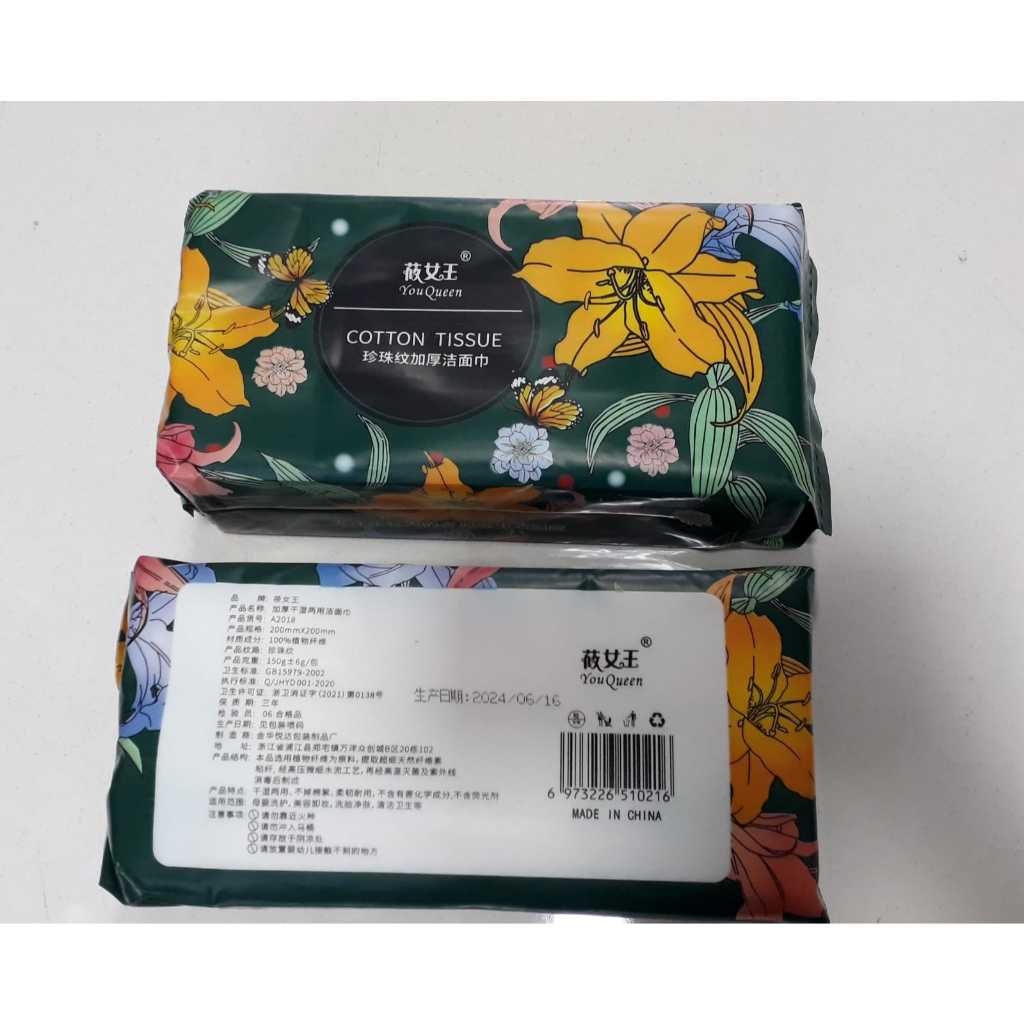 莜女王®
YouQueen
COTTON TISSUE
珍珠纹加厚洁面巾
品 牌: 莜女王
产品名称: 加厚干湿两用洁面巾
产品货号: A2018
产品规格: 200mmX200mm
材质成分: 100%植物纤维
产品纹路: 珍珠纹
产品克重: 150g±6g/包
卫生标准: GB15979-2002
执行标准: Q/JHYD001-2020
卫生许可证: 浙卫消证字(2021)第0138号
保 质 期: 三年
检 验 员: 06 合格品
生产日期: 见包装喷码
制 造 商: 金华悦达包装制品厂
地 址: 浙江省浦江县郑宅镇万洋众创城B区20栋102
产品结构: 本品选用植物纤维为原料，提取超细天然纤维素
粘纤，经高压微细水流工艺，再经高温灭菌及紫外线
消毒后制成
产品特点: 干湿两用、不掉棉絮、柔韧耐用、不含有害化学成分、不含荧光剂
适用范围: 母婴洗护、美容卸妆、洗脸净肤、清洁卫生等
注意事项: 请勿靠近火种
请勿冲入马桶
请存放于阴凉处
请放置婴幼儿接触不到的地方
生产日期:2024/06/16
莜女王®
YouQueen
6 973226 510216
MADE IN CHINA